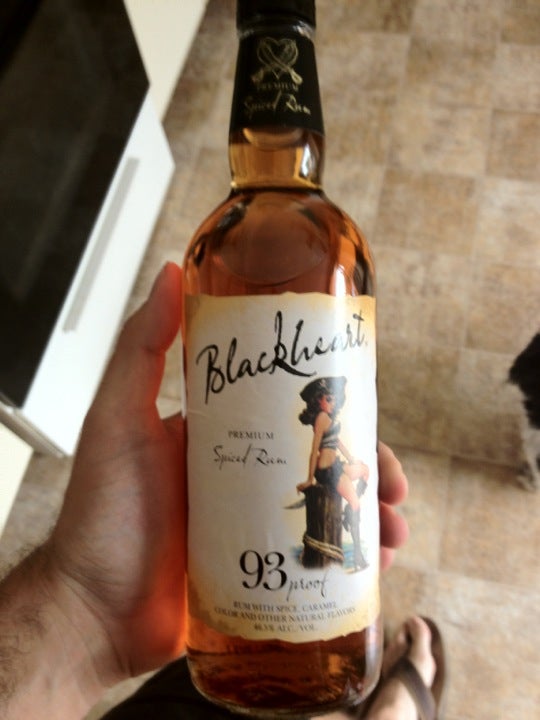 PREMIUM
Spiced Rum
Blackheart
PREMIUM
Spiced Rum
93 proof
RUM WITH SPICE, CARAMEL
COLOR AND OTHER NATURAL FLAVORS
46.5% ALC./VOL.